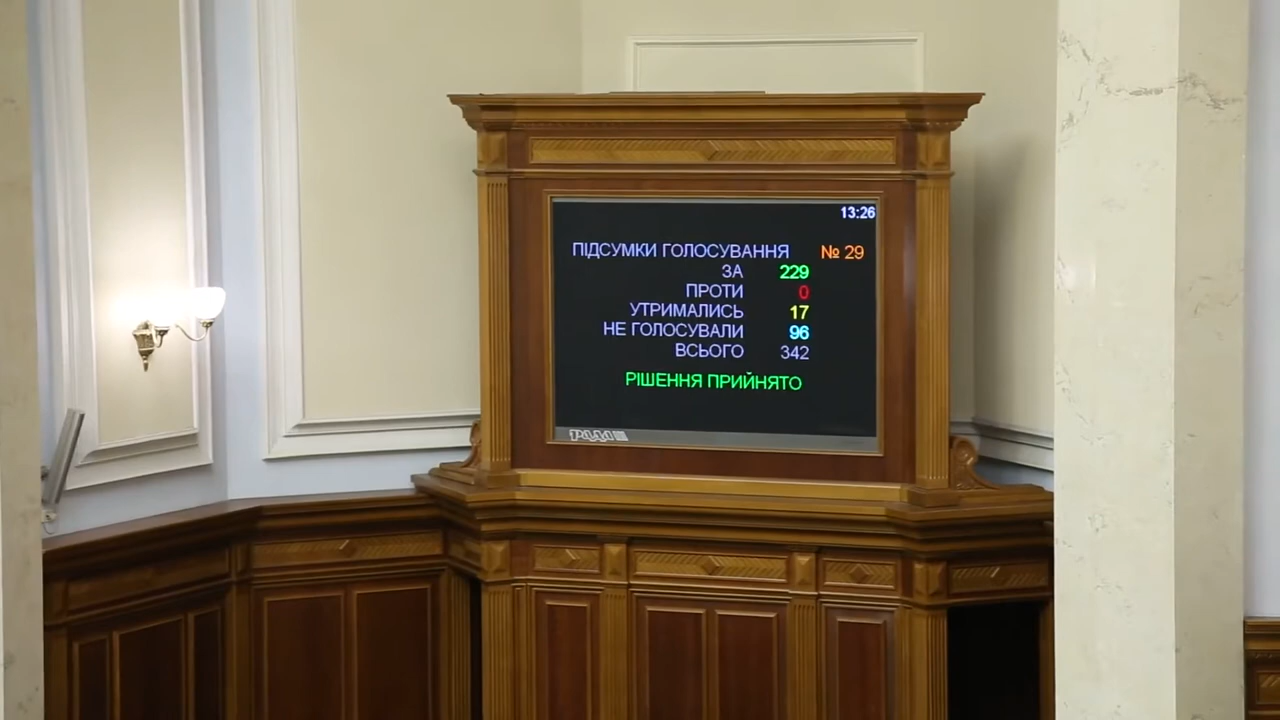 13:26
ПІДСУМКИ ГОЛОСУВАННЯ № 29
ЗА 229
ПРОТИ 0
УТРИМАЛИСЬ 17
НЕ ГОЛОСУВАЛИ 96
ВСЬОГО 342
РІШЕННЯ ПРИЙНЯТО
РАДА